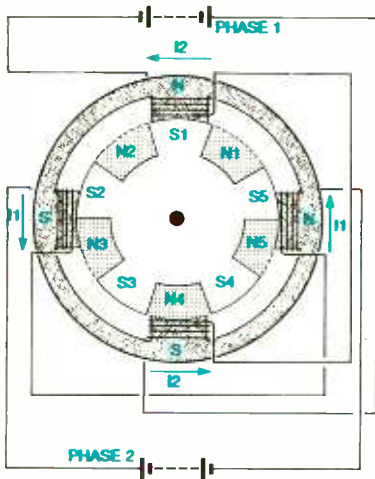 PHASE 1
I2
N
S1
N2 N1
S2 S5
I1 S N I1
N3 N5
S3 S4
N4
S
I2
PHASE 2